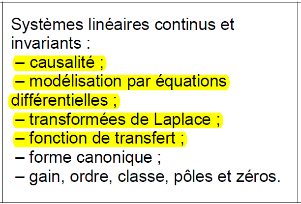 Systèmes linéaires continus et
invariants :
– causalité ;
– modélisation par équations
différentielles ;
– transformées de Laplace ;
– fonction de transfert ;
– forme canonique ;
– gain, ordre, classe, pôles et zéros.